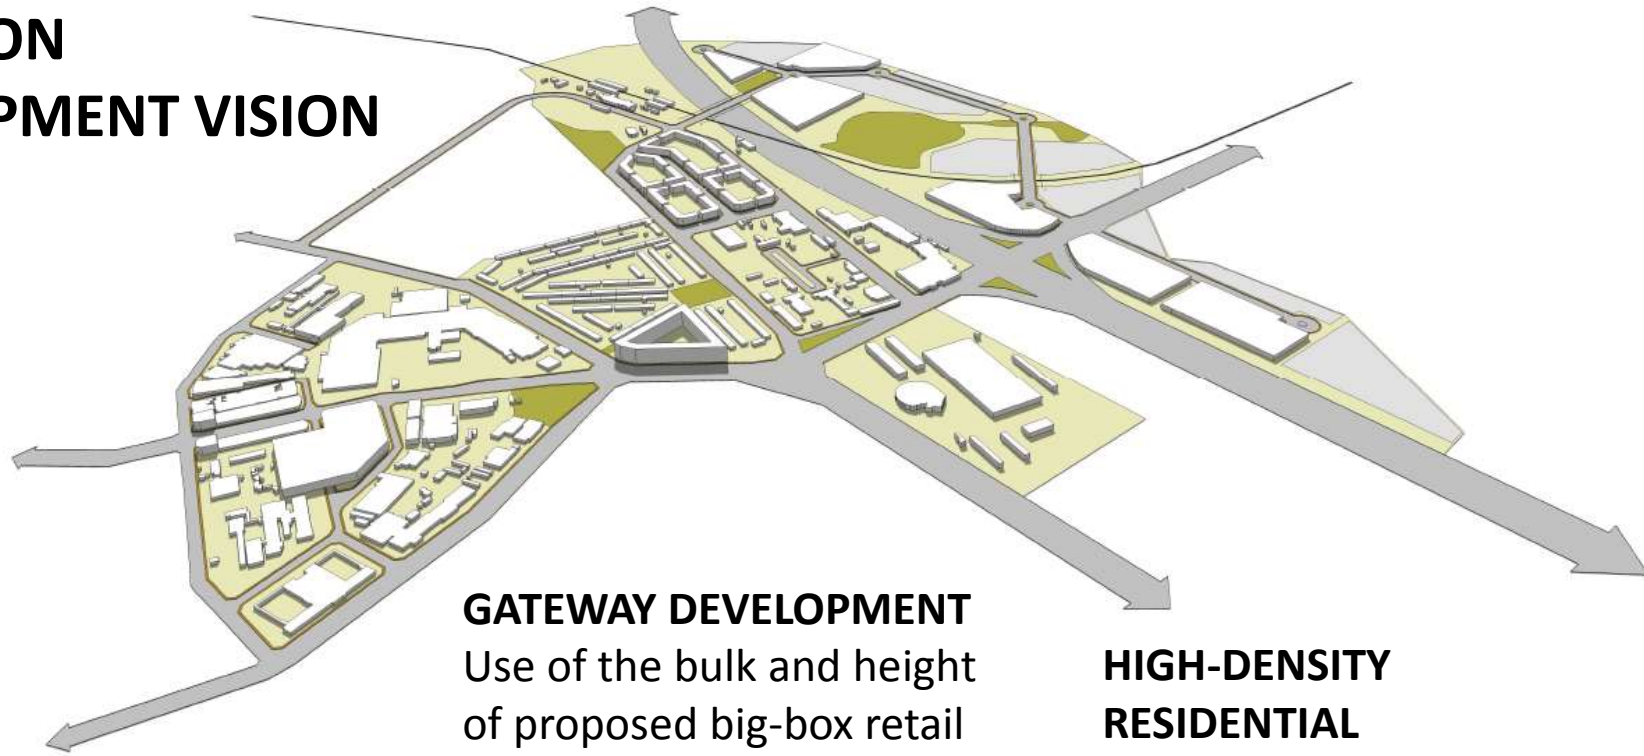 ON
PMENT VISION
GATEWAY DEVELOPMENT
Use of the bulk and height
of proposed big-box retail
HIGH-DENSITY
RESIDENTIAL